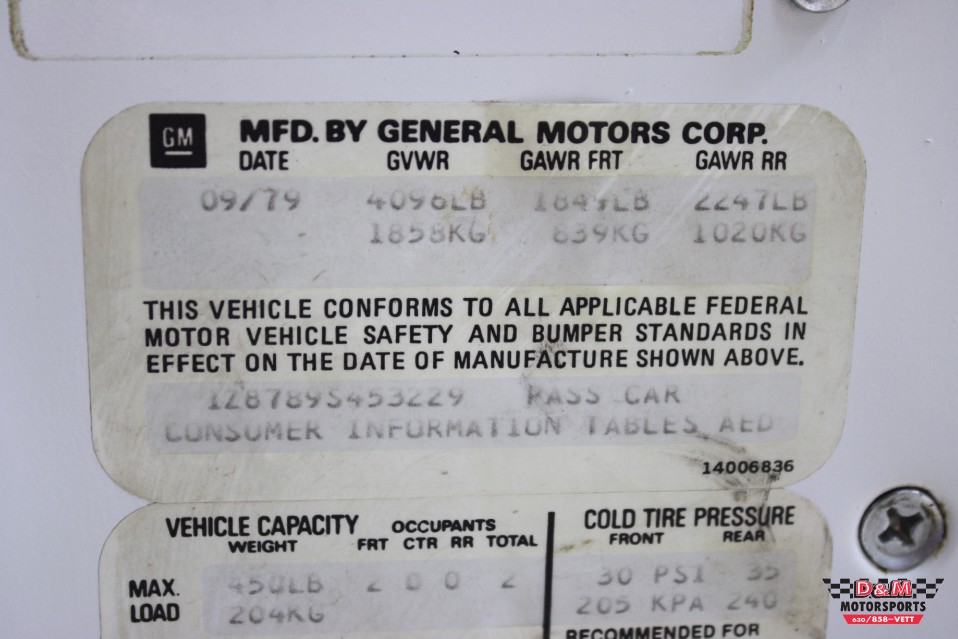 GM MFD. BY GENERAL MOTORS CORP.
DATE GVWR GAWR FRT GAWR RR
09/79 4096LB 1849LB 2247LB
1858KG 839KG 1020KG
THIS VEHICLE CONFORMS TO ALL APPLICABLE FEDERAL
MOTOR VEHICLE SAFETY AND BUMPER STANDARDS IN
EFFECT ON THE DATE OF MANUFACTURE SHOWN ABOVE.
1Z8789S453229 PASS CAR
CONSUMER INFORMATION TABLES AED
14006836
VEHICLE CAPACITY OCCUPANTS COLD TIRE PRESSURE
WEIGHT FRT CTR RR TOTAL FRONT REAR
MAX. 450LB 2 0 0 2 30 PSI 35
LOAD 204KG 205 KPA 240
RECOMMENDED FOR
D&M
MOTORSPORTS
630/858-VETT